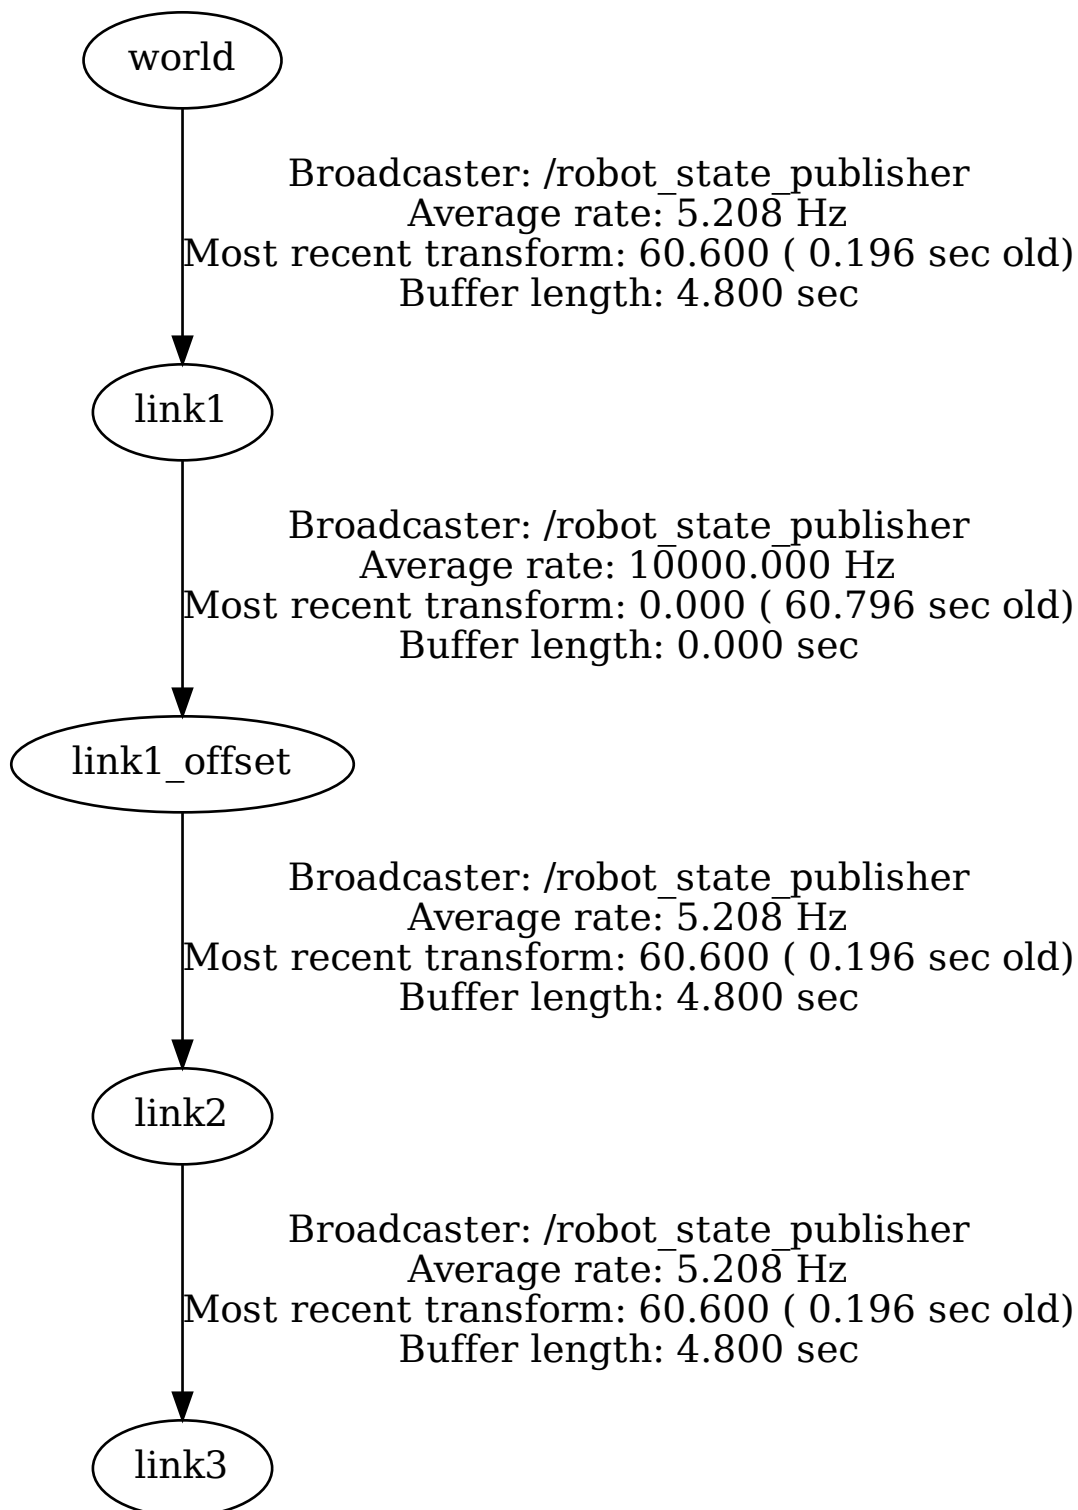 world
Broadcaster: /robot_state_publisher
Average rate: 5.208 Hz
Most recent transform: 60.600 ( 0.196 sec old)
Buffer length: 4.800 sec
link1
Broadcaster: /robot_state_publisher
Average rate: 10000.000 Hz
Most recent transform: 0.000 ( 60.796 sec old)
Buffer length: 0.000 sec
link1_offset
Broadcaster: /robot_state_publisher
Average rate: 5.208 Hz
Most recent transform: 60.600 ( 0.196 sec old)
Buffer length: 4.800 sec
link2
Broadcaster: /robot_state_publisher
Average rate: 5.208 Hz
Most recent transform: 60.600 ( 0.196 sec old)
Buffer length: 4.800 sec
link3